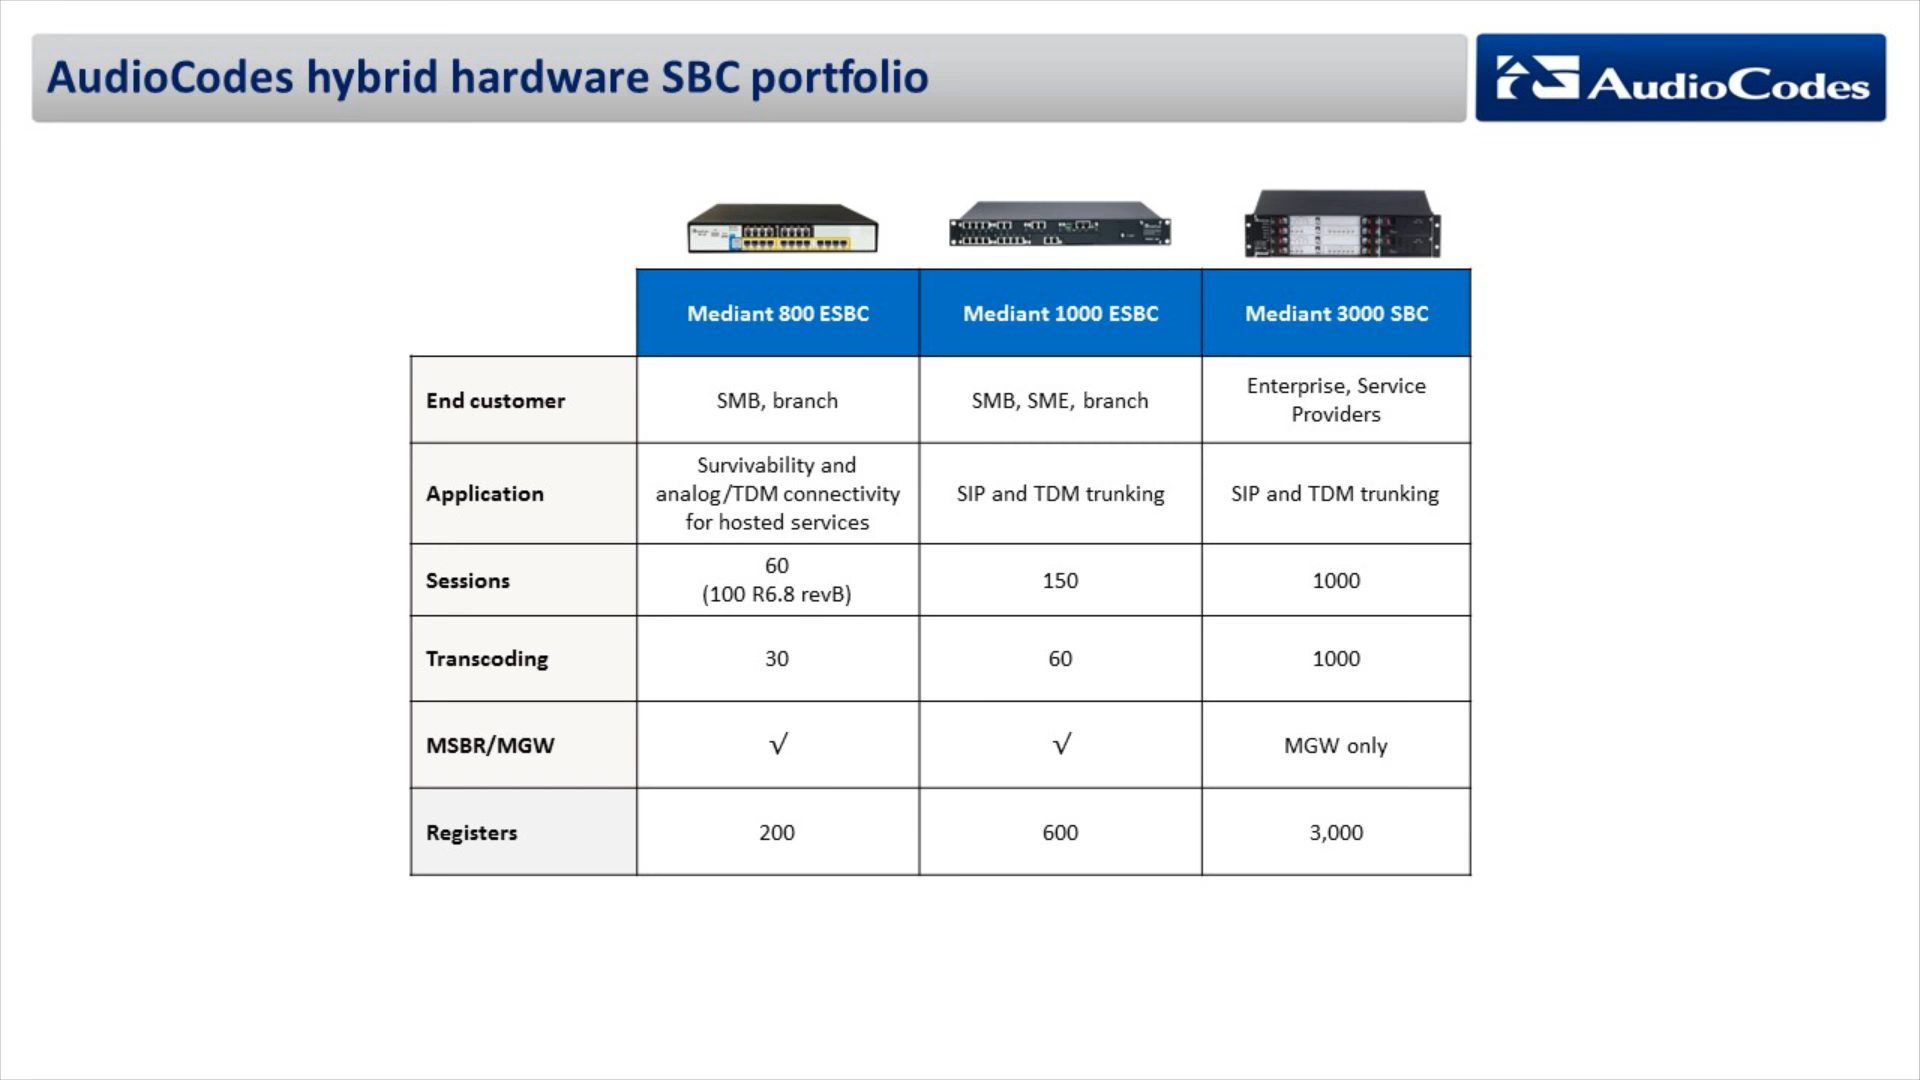 AudioCodes hybrid hardware SBC portfolio
AudioCodes
Mediant 800 ESBC
Mediant 1000 ESBC
Mediant 3000 SBC
End customer
SMB, branch
SMB, SME, branch
Enterprise, Service
Providers
Application
Survivability and
analog/TDM connectivity
for hosted services
SIP and TDM trunking
SIP and TDM trunking
Sessions
60
(100 R6.8 revB)
150
1000
Transcoding
30
60
1000
MSBR/MGW
√
√
MGW only
Registers
200
600
3,000